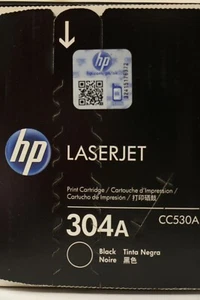 hp
hp LASERJET
Print Cartridge / Cartouche d'Impression /
Cartucho de Impresión / 打印硒鼓
304A CC530A
Black Tinta Negra
Noire 黑色